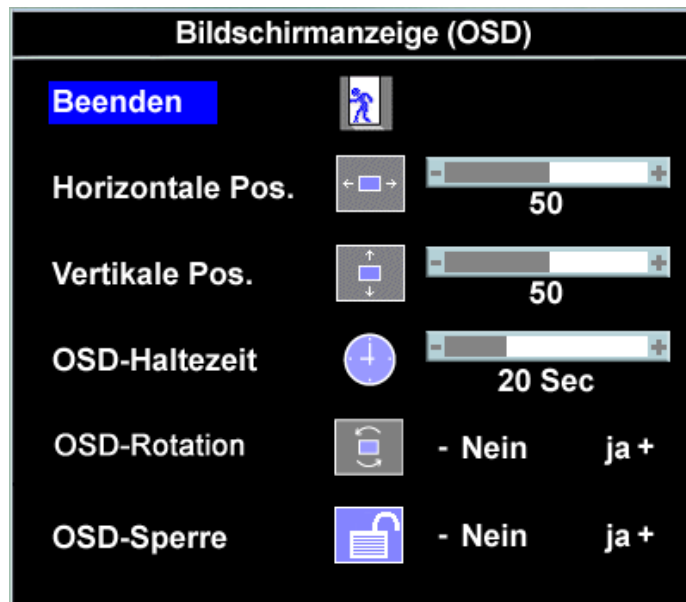 Bildschirmanzeige (OSD)
Beenden
Horizontale Pos. - +
50
Vertikale Pos. - +
50
OSD-Haltezeit - +
20 Sec
OSD-Rotation - Nein ja +
OSD-Sperre - Nein ja +